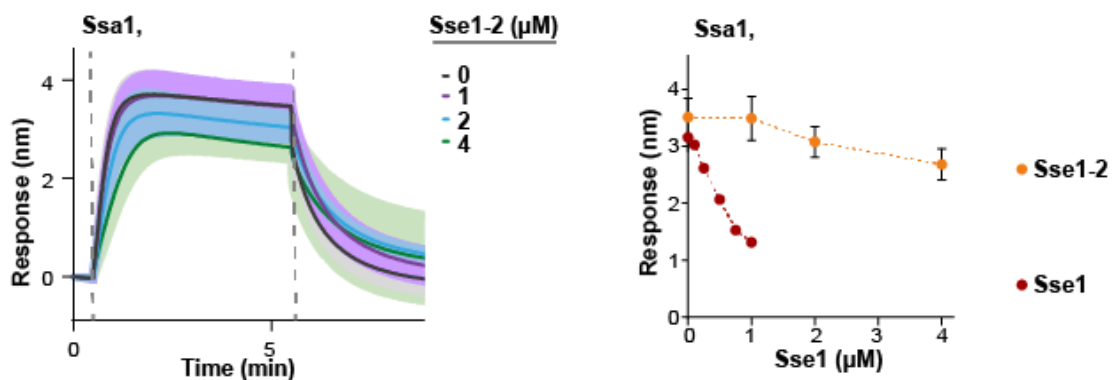 Ssa1,
Sse1-2 (µM)
0
1
2
4
Response (nm)
4
2
0
0
5
Time (min)
Ssa1,
Response (nm)
4
3
2
1
0
0
1
2
3
4
Sse1 (µM)
Sse1-2
Sse1